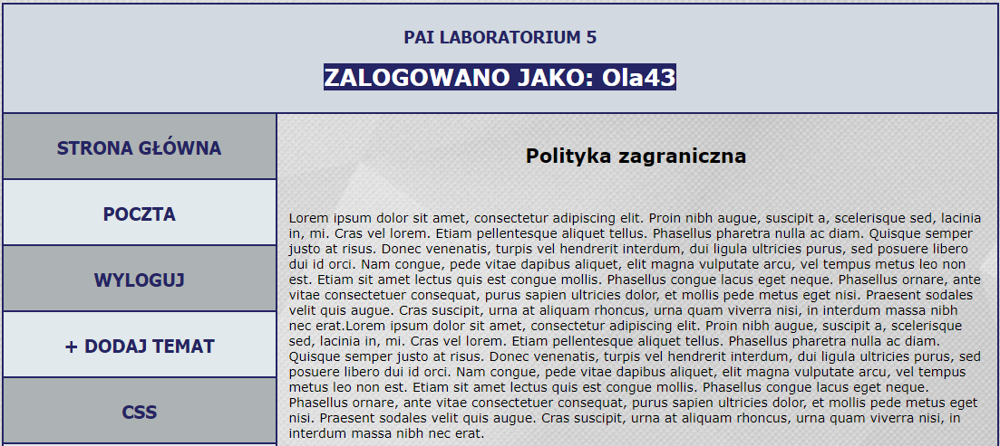 PAI LABORATORIUM 5
ZALOGOWANO JAKO: Ola43
STRONA GŁÓWNA
POCZTA
WYLOGUJ
+ DODAJ TEMAT
CSS
Polityka zagraniczna
Lorem ipsum dolor sit amet, consectetur adipiscing elit. Proin nibh augue, suscipit a, scelerisque sed, lacinia
in, mi. Cras vel lorem. Etiam pellentesque aliquet tellus. Phasellus pharetra nulla ac diam. Quisque semper
justo at risus. Donec venenatis, turpis vel hendrerit interdum, dui ligula ultricies purus, sed posuere libero
dui id orci. Nam congue, pede vitae dapibus aliquet, elit magna vulputate arcu, vel tempus metus leo non
est. Etiam sit amet lectus quis est congue mollis. Phasellus congue lacus eget neque. Phasellus ornare, ante
vitae consectetuer consequat, purus sapien ultricies dolor, et mollis pede metus eget nisi. Praesent sodales
velit quis augue. Cras suscipit, urna at aliquam rhoncus, urna quam viverra nisi, in interdum massa nibh
nec erat.Lorem ipsum dolor sit amet, consectetur adipiscing elit. Proin nibh augue, suscipit a, scelerisque
sed, lacinia in, mi. Cras vel lorem. Etiam pellentesque aliquet tellus. Phasellus pharetra nulla ac diam.
Quisque semper justo at risus. Donec venenatis, turpis vel hendrerit interdum, dui ligula ultricies purus, sed
posuere libero dui id orci. Nam congue, pede vitae dapibus aliquet, elit magna vulputate arcu, vel tempus
metus leo non est. Etiam sit amet lectus quis est congue mollis. Phasellus congue lacus eget neque.
Phasellus ornare, ante vitae consectetuer consequat, purus sapien ultricies dolor, et mollis pede metus eget
nisi. Praesent sodales velit quis augue. Cras suscipit, urna at aliquam rhoncus, urna quam viverra nisi, in
interdum massa nibh nec erat.